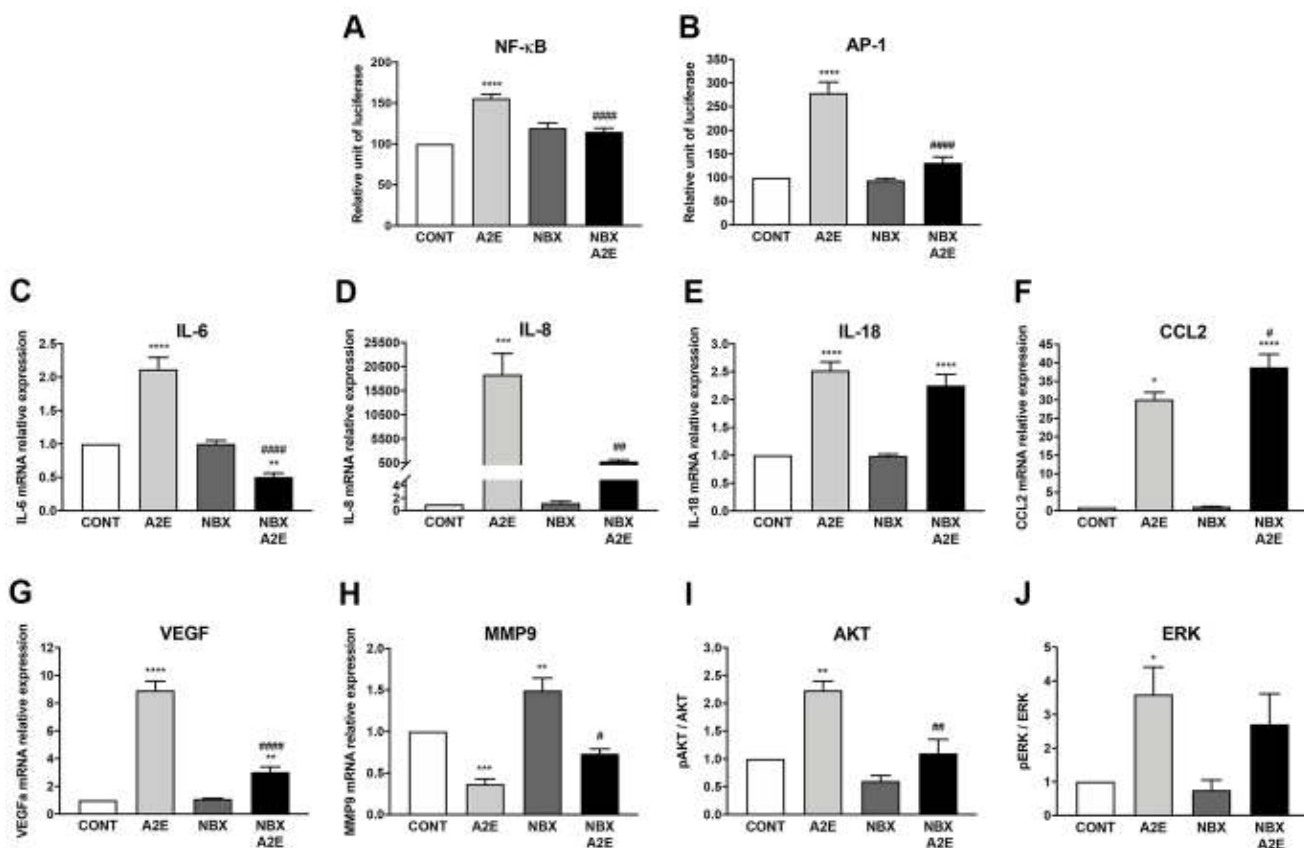 A
NF-κB
Relative unit of luciferase
200
150
100
50
0
****
####
CONT A2E NBX NBX
A2E
B
AP-1
Relative unit of luciferase
350
300
250
200
150
100
50
0
****
####
CONT A2E NBX NBX
A2E
C
IL-6
IL-6 mRNA relative expression
2.5
2.0
1.5
1.0
0.5
0.0
****
####
**
CONT A2E NBX NBX
A2E
D
IL-8
IL-8 mRNA relative expression
25500
20500
15500
10500
5500
500
4
2
0
***
##
CONT A2E NBX NBX
A2E
E
IL-18
IL-18 mRNA relative expression
3.0
2.5
2.0
1.5
1.0
0.5
0.0
****
****
CONT A2E NBX NBX
A2E
F
CCL2
CCL2 mRNA relative expression
45
40
35
30
25
20
15
10
5
0
*
#
****
CONT A2E NBX NBX
A2E
G
VEGF
VEGFa mRNA relative expression
12
10
8
6
4
2
0
****
####
**
CONT A2E NBX NBX
A2E
H
MMP9
MMP9 mRNA relative expression
2.0
1.5
1.0
0.5
0.0
***
**
#
CONT A2E NBX NBX
A2E
I
AKT
pAKT / AKT
3.0
2.5
2.0
1.5
1.0
0.5
0.0
**
##
CONT A2E NBX NBX
A2E
J
ERK
pERK / ERK
5
4
3
2
1
0
*
CONT A2E NBX NBX
A2E